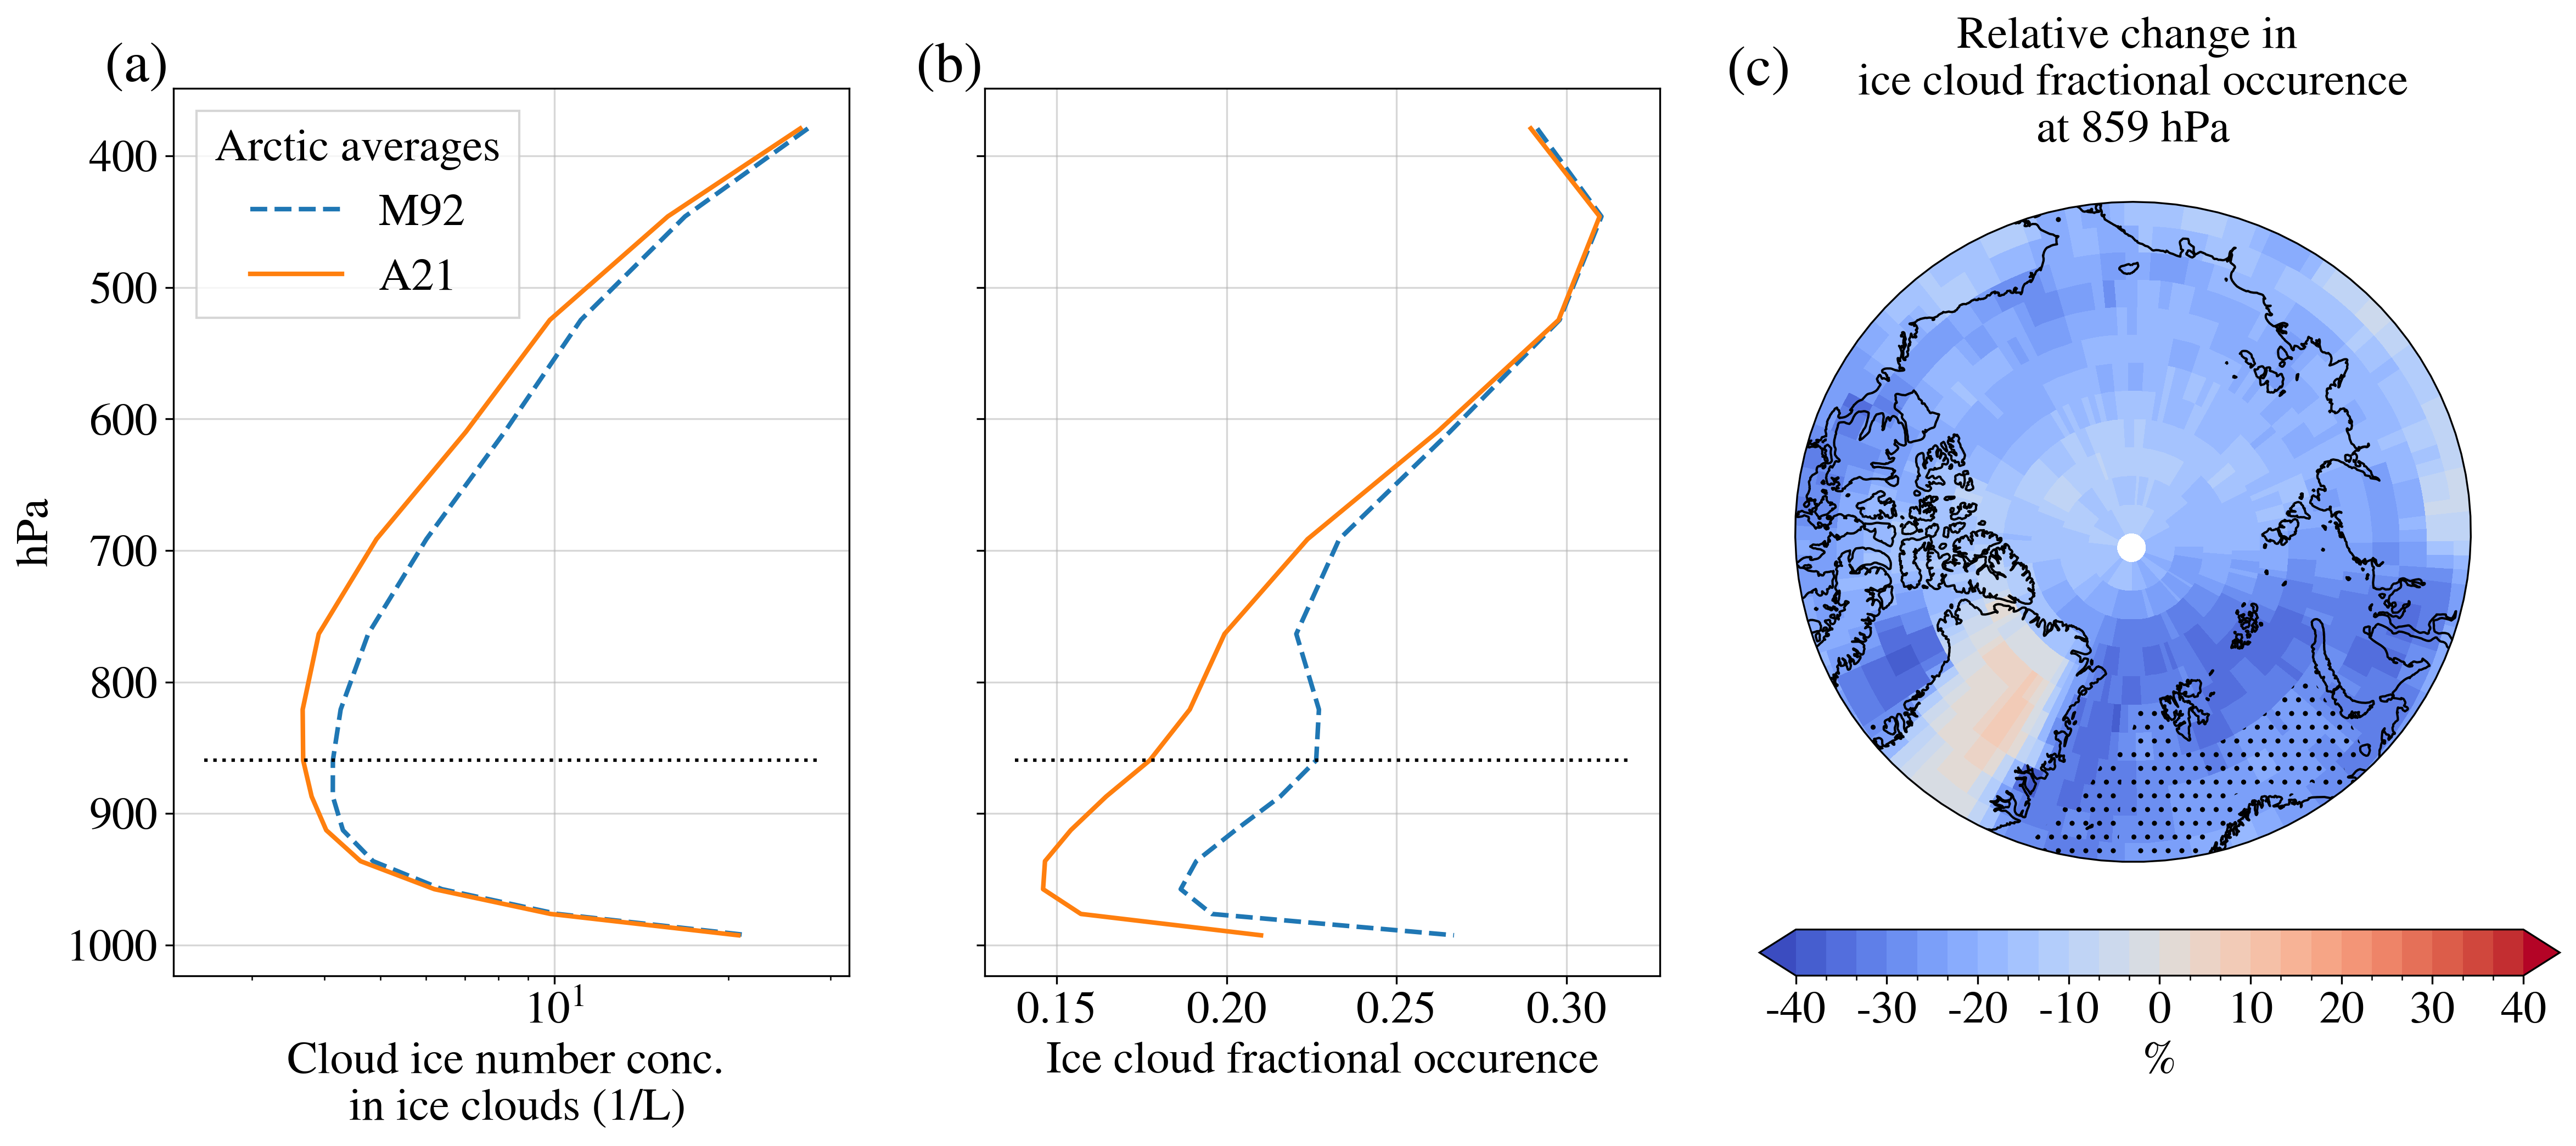 (a)
Arctic averages
M92
A21
400
500
600
700
800
900
1000
hPa
10¹
Cloud ice number conc.
in ice clouds (1/L)
(b)
0.15 0.20 0.25 0.30
Ice cloud fractional occurence
(c)
Relative change in
ice cloud fractional occurence
at 859 hPa
-40 -30 -20 -10 0 10 20 30 40
%